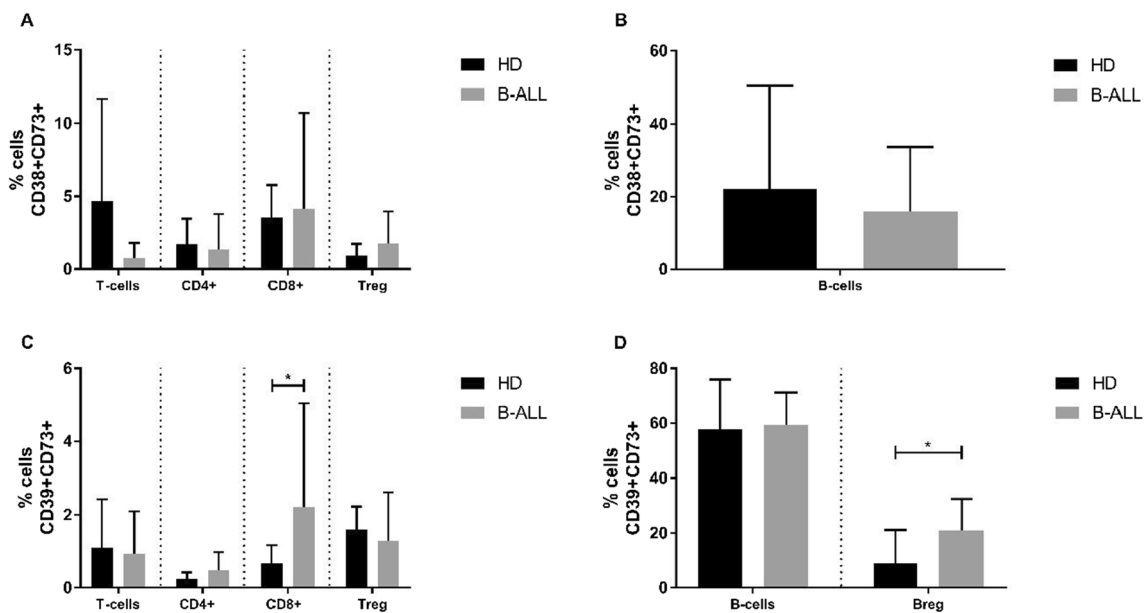 A
% cells
CD38+CD73+
15
10
5
0
T-cells CD4+ CD8+ Treg
HD
B-ALL
B
% cells
CD38+CD73+
60
40
20
0
B-cells
HD
B-ALL
C
% cells
CD39+CD73+
6
4
2
0
*
T-cells CD4+ CD8+ Treg
HD
B-ALL
D
% cells
CD39+CD73+
80
60
40
20
0
*
B-cells Breg
HD
B-ALL